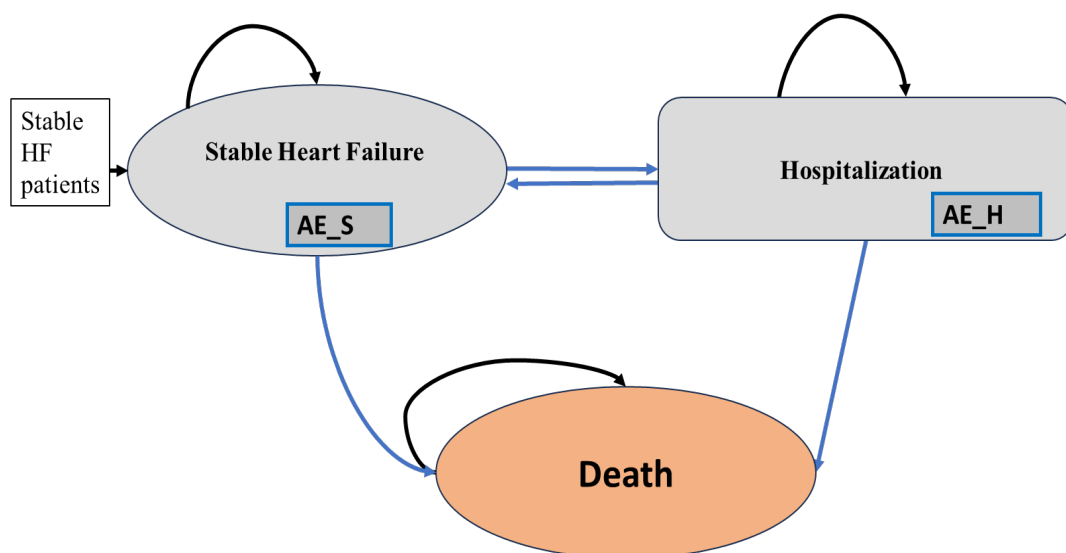 Stable
HF
patients
Stable Heart Failure
AE_S
Hospitalization
AE_H
Death